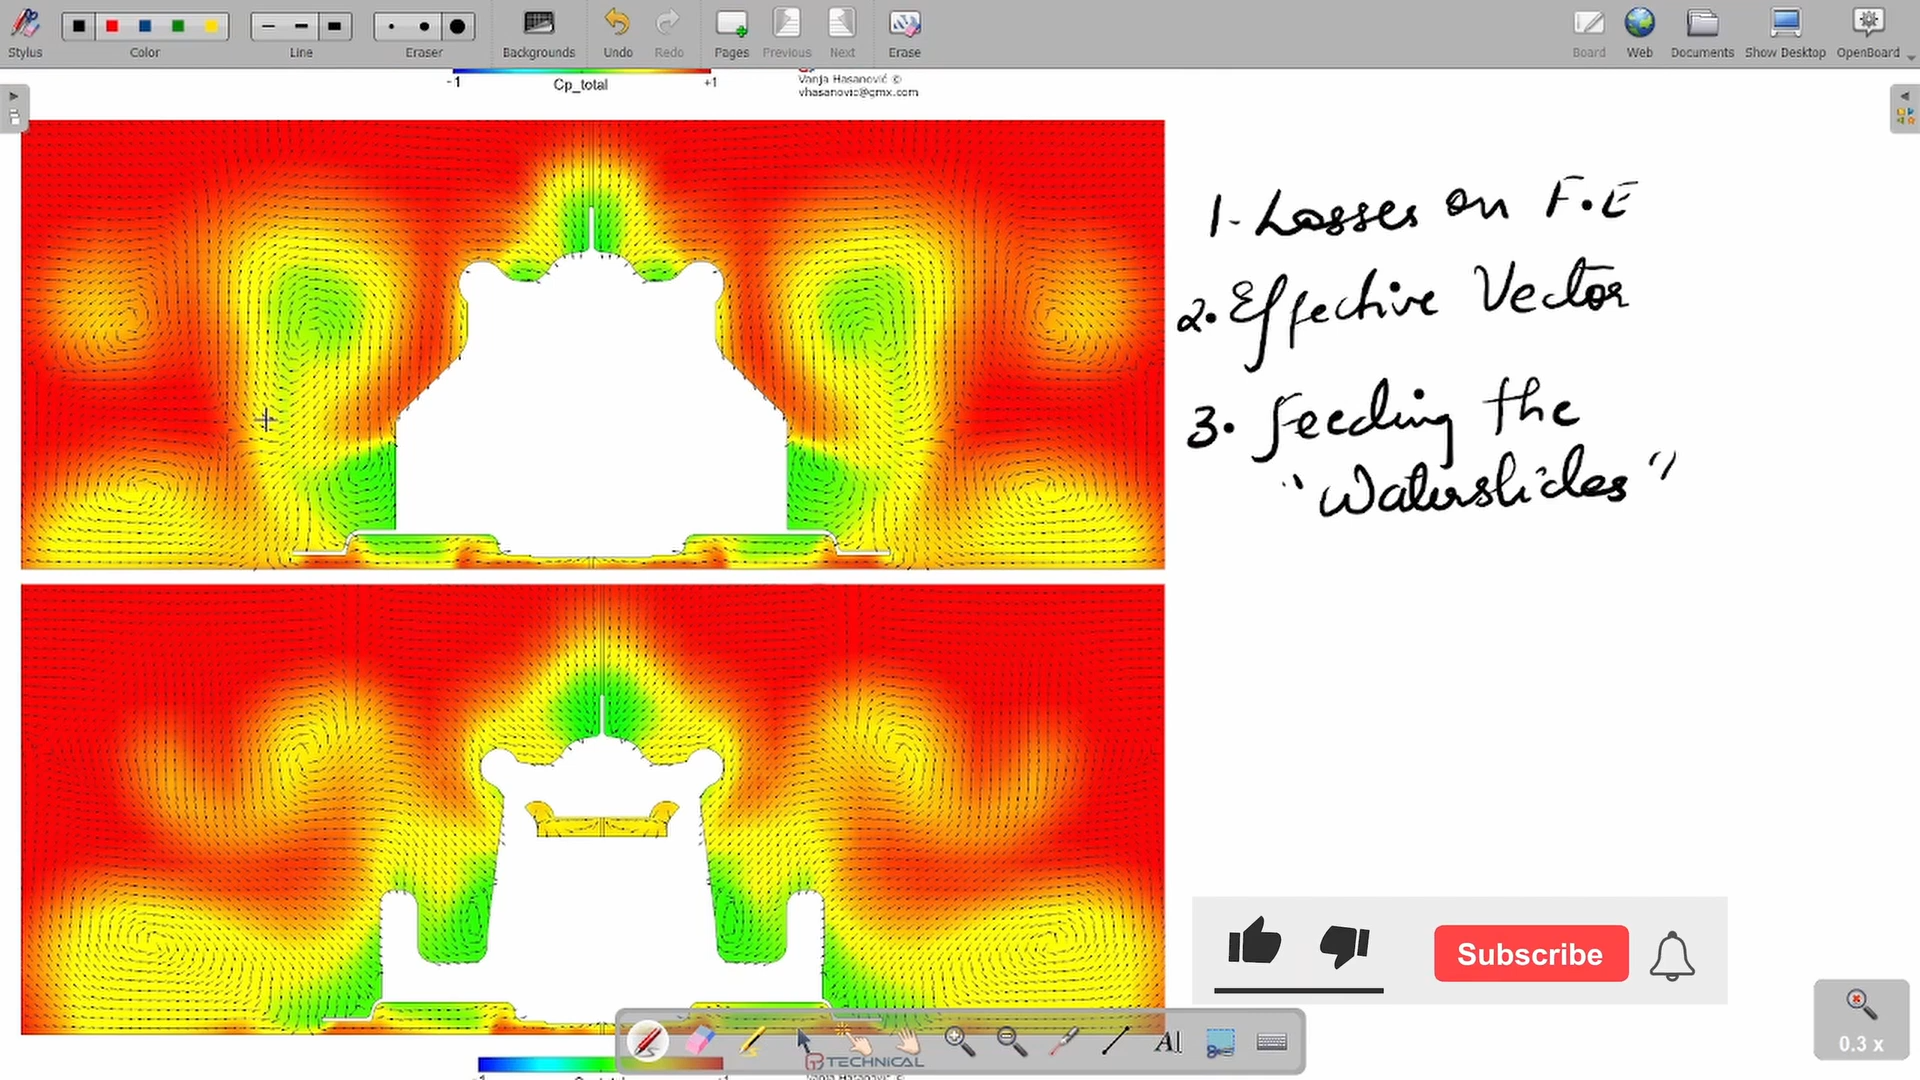 Stylus Color Line Eraser Backgrounds Undo Redo Pages Previous Next Erase Board Web Documents Show Desktop OpenBoard
-1 Cp_total +1
Vanja Hasanović ©
vhasanovic@gmx.com
1. Losses on F.E
2. Effective Vector
3. feeding the
"Waterslides"
Subscribe
0.3 x
AI
TECHNICAL